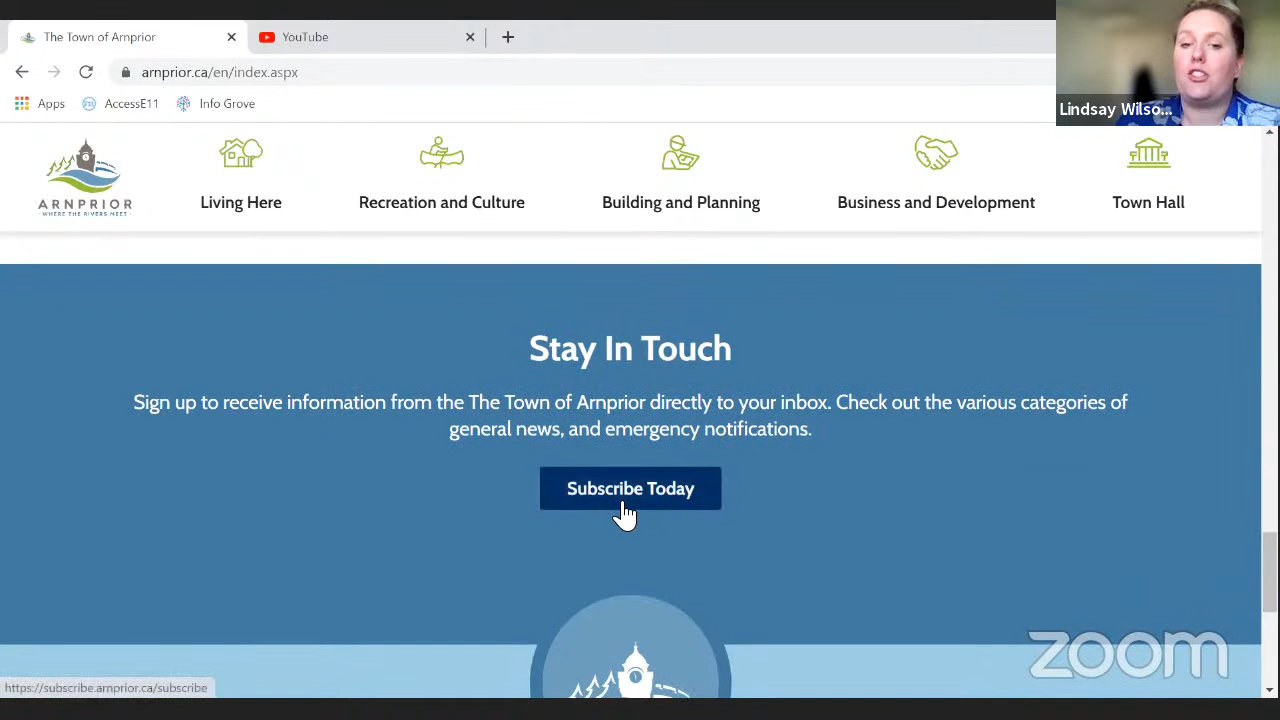 The Town of Arnprior
YouTube
arnprior.ca/en/index.aspx
Apps
AccessE11
Info Grove
Lindsay Wilso...
ARNPRIOR
WHERE THE RIVERS MEET
Living Here
Recreation and Culture
Building and Planning
Business and Development
Town Hall
Stay In Touch
Sign up to receive information from the The Town of Arnprior directly to your inbox. Check out the various categories of
general news, and emergency notifications.
Subscribe Today
zoom
https://subscribe.arnprior.ca/subscribe